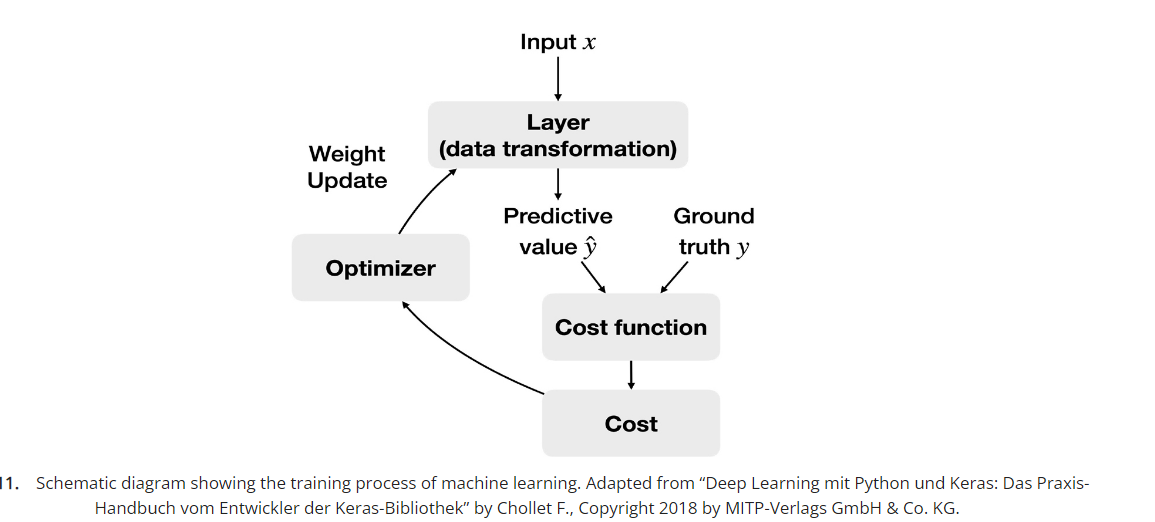 Input x
Layer
(data transformation)
Weight
Update
Predictive
value ŷ
Ground
truth y
Optimizer
Cost function
Cost
11. Schematic diagram showing the training process of machine learning. Adapted from “Deep Learning mit Python und Keras: Das Praxis-
Handbuch vom Entwickler der Keras-Bibliothek” by Chollet F., Copyright 2018 by MITP-Verlags GmbH & Co. KG.